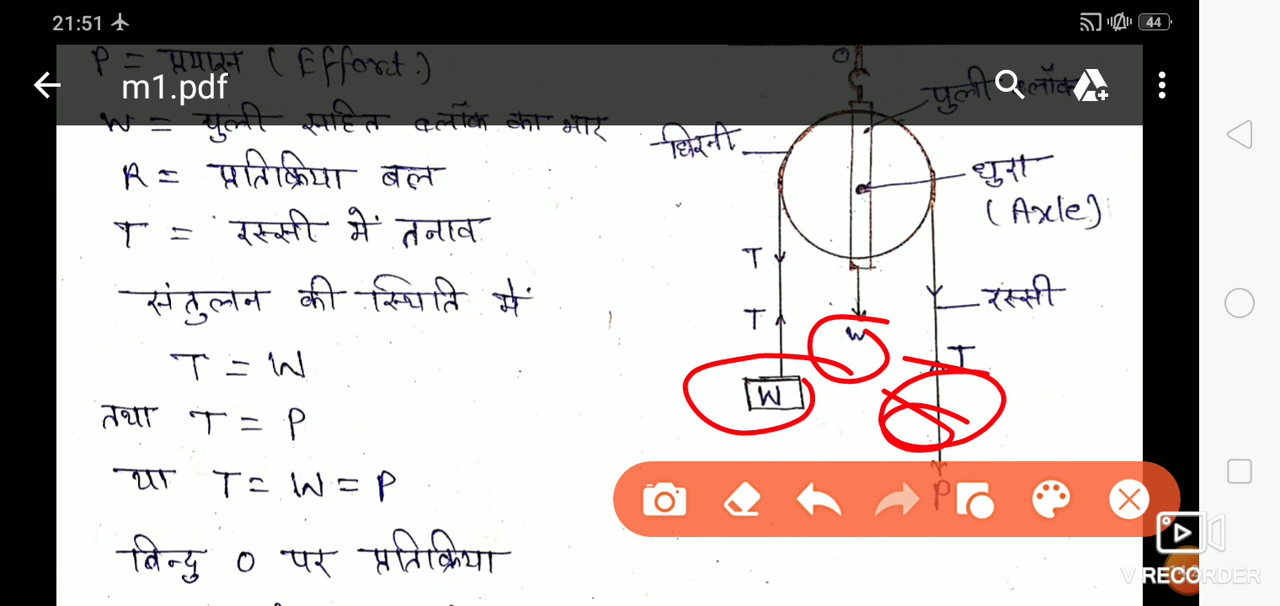 21:51
44
P = प्रयास (Effort.)
m1.pdf
W = पुली सहित ब्लॉक का भार
R = प्रतिक्रिया बल
T = रस्सी में तनाव
संतुलन की स्थिति में
T = W
तथा T = P
या T = W = P
बिन्दु O पर प्रतिक्रिया
O
पुली ब्लॉक
घिरनी
धुरा
(Axle)
T
T
रस्सी
W
T
W
P
VRECORDER